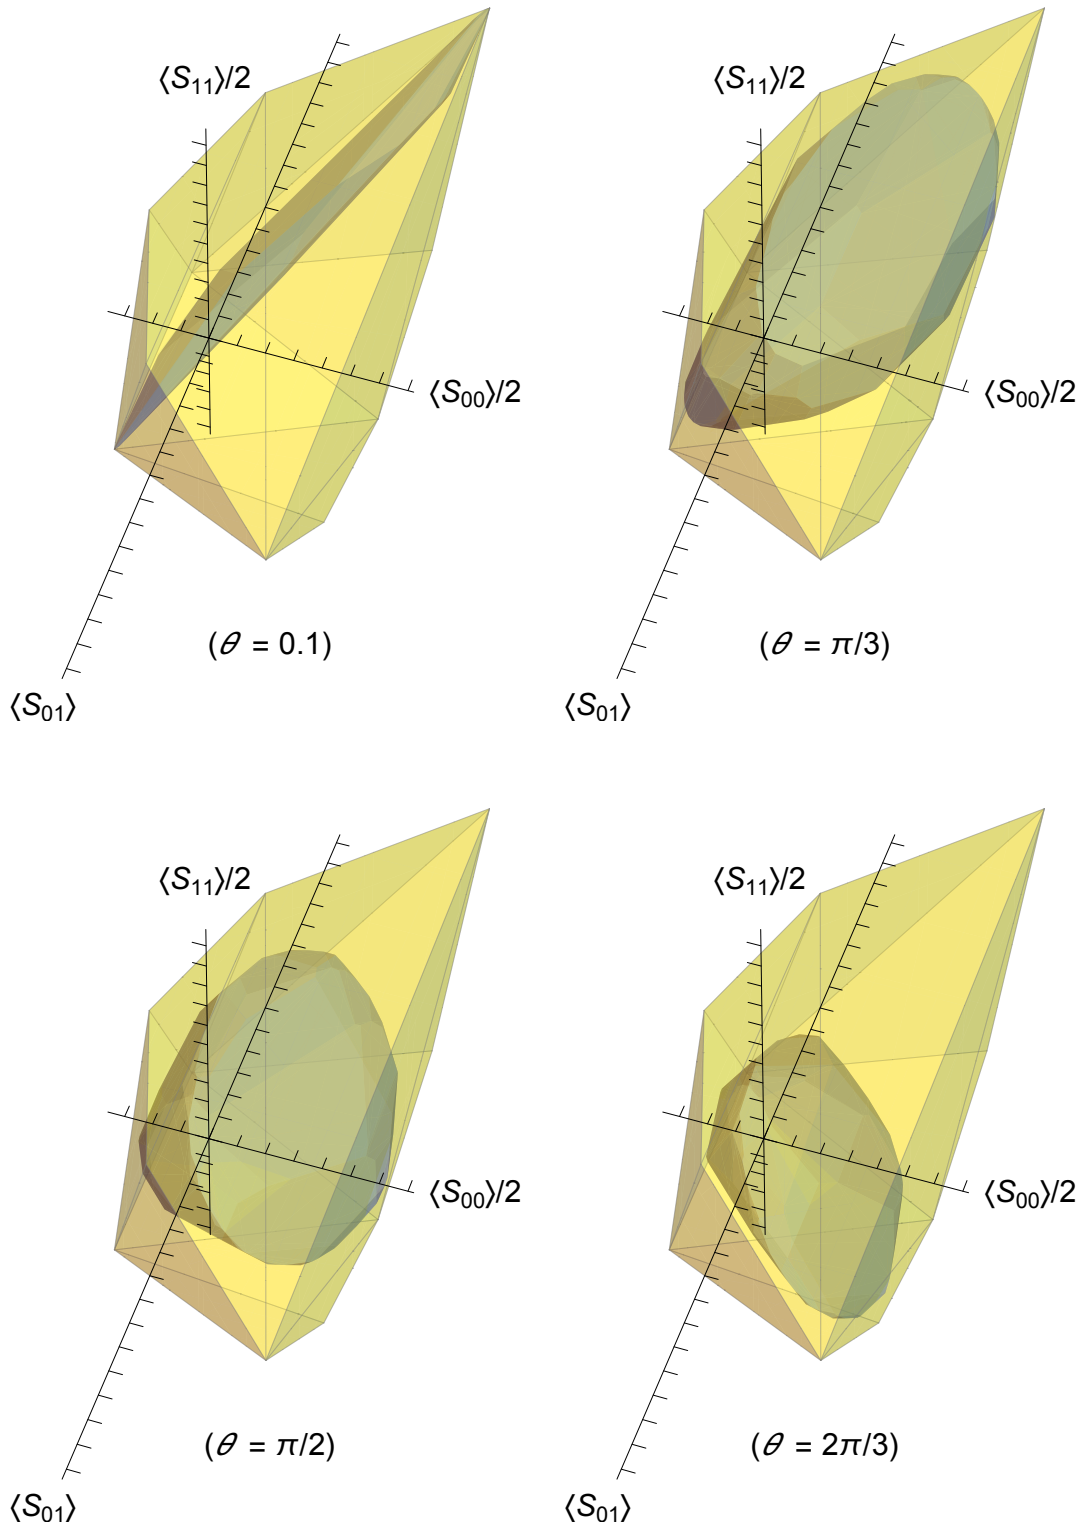 ⟨S₁₁⟩/2 ⟨S₁₁⟩/2
⟨S₀₀⟩/2 ⟨S₀₀⟩/2
(θ = 0.1) (θ = π/3)
⟨S₀₁⟩ ⟨S₀₁⟩
⟨S₁₁⟩/2 ⟨S₁₁⟩/2
⟨S₀₀⟩/2 ⟨S₀₀⟩/2
(θ = π/2) (θ = 2π/3)
⟨S₀₁⟩ ⟨S₀₁⟩